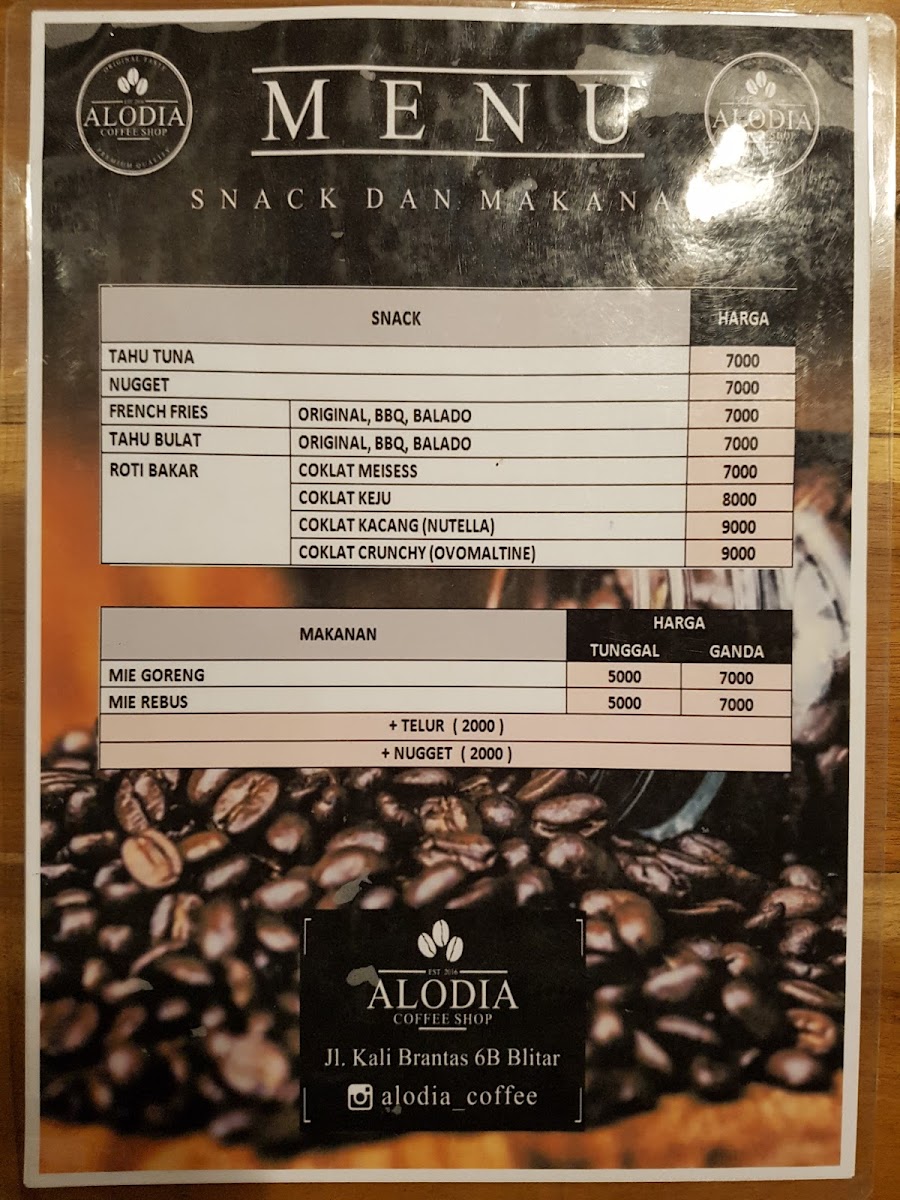 ORIGINAL TASTE
EST 2016
ALODIA
COFFEE SHOP
PREMIUM QUALITY
MENU
ALODIA
SNACK DAN MAKANA
SNACK HARGA
TAHU TUNA 7000
NUGGET 7000
FRENCH FRIES ORIGINAL, BBQ, BALADO 7000
TAHU BULAT ORIGINAL, BBQ, BALADO 7000
ROTI BAKAR COKLAT MEISESS 7000
COKLAT KEJU 8000
COKLAT KACANG (NUTELLA) 9000
COKLAT CRUNCHY (OVOMALTINE) 9000
MAKANAN HARGA
TUNGGAL GANDA
MIE GORENG 5000 7000
MIE REBUS 5000 7000
+ TELUR ( 2000 )
+ NUGGET ( 2000 )
EST 2016
ALODIA
COFFEE SHOP
Jl. Kali Brantas 6B Blitar
alodia_coffee